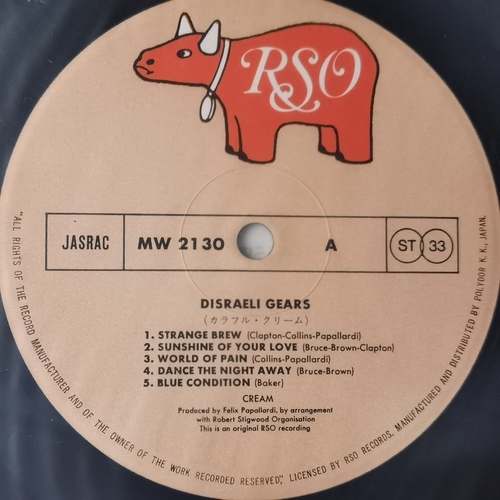 RSO
JASRAC MW 2130 A ST 33
DISRAELI GEARS
(カラフル・クリーム)
1. STRANGE BREW (Clapton-Collins-Papallardi)
2. SUNSHINE OF YOUR LOVE (Bruce-Brown-Clapton)
3. WORLD OF PAIN (Collins-Papallardi)
4. DANCE THE NIGHT AWAY (Bruce-Brown)
5. BLUE CONDITION (Baker)
CREAM
Produced by Felix Papallardi, by arrangement
with Robert Stigwood Organisation
This is an original RSO recording
"ALL RIGHTS OF THE RECORD MANUFACTURER AND OF THE OWNER OF THE WORK RECORDED RESERVED", LICENSED BY RSO RECORDS, MANUFACTURED AND DISTRIBUTED BY POLYDOR K. K., JAPAN.